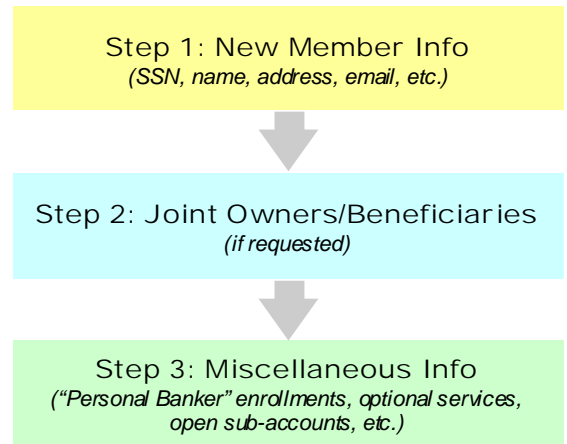 Step 1: New Member Info
(SSN, name, address, email, etc.)
Step 2: Joint Owners/Beneficiaries
(if requested)
Step 3: Miscellaneous Info
(“Personal Banker” enrollments, optional services,
open sub-accounts, etc.)